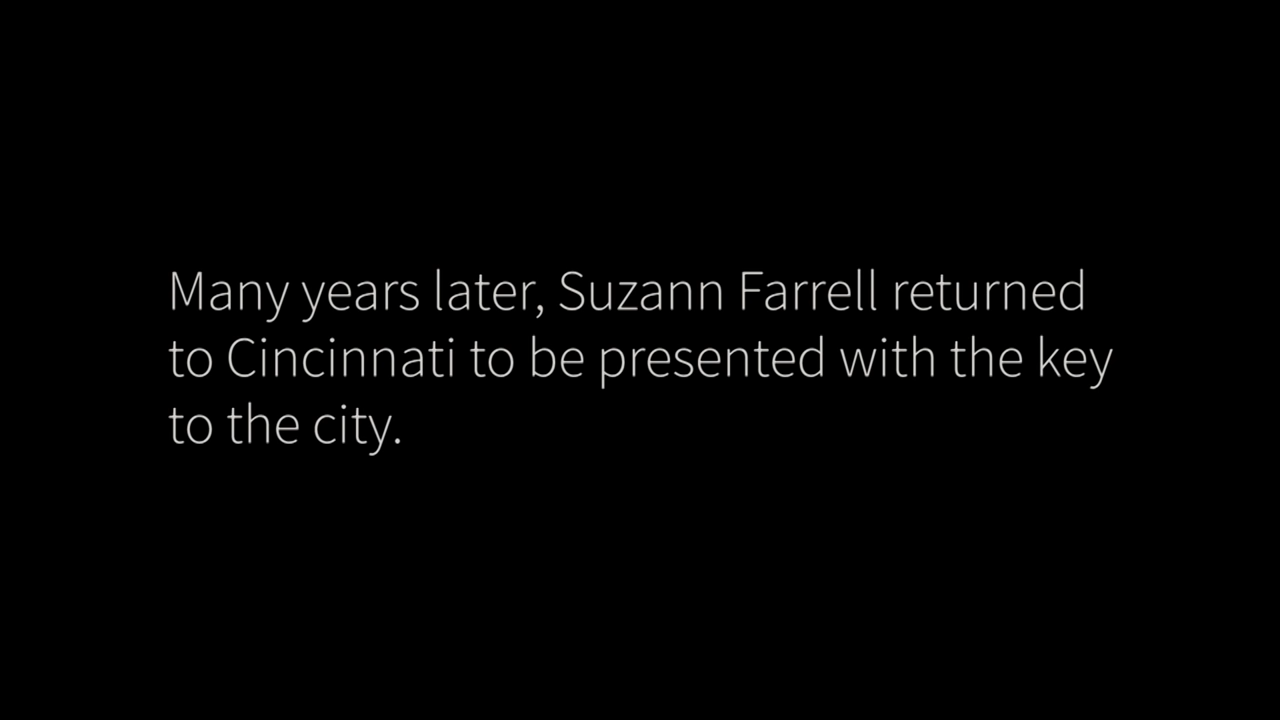 Many years later, Suzann Farrell returned
to Cincinnati to be presented with the key
to the city.